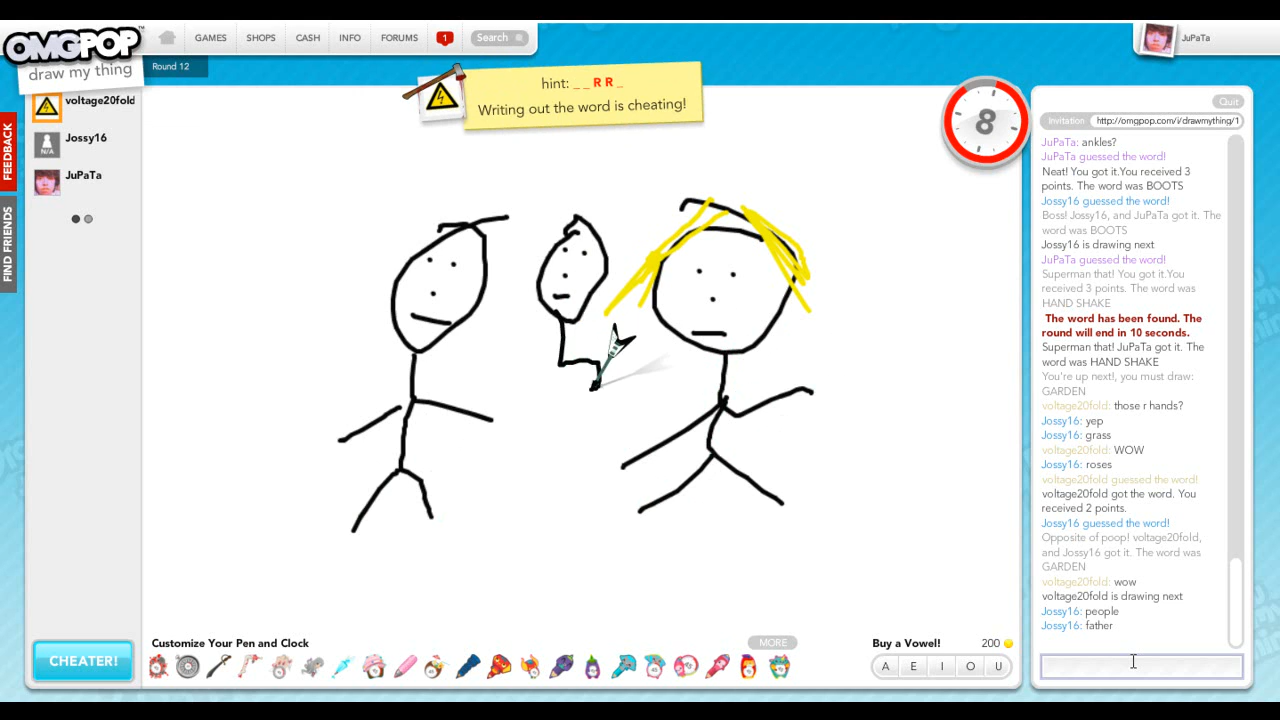 OMGPOP
TM
draw my thing
GAMES
SHOPS
CASH
INFO
FORUMS
1
Search
JuPaTa
Round 12
hint: _ _ R R _
Writing out the word is cheating!
8
FEEDBACK
FIND FRIENDS
voltage20fold
Jossy16
N/A
JuPaTa
Quit
Invitation http://omgpop.com/i/drawmything/1
JuPaTa: ankles?
JuPaTa guessed the word!
Neat! You got it.You received 3
points. The word was BOOTS
Jossy16 guessed the word!
Boss! Jossy16, and JuPaTa got it. The
word was BOOTS
Jossy16 is drawing next
JuPaTa guessed the word!
Superman that! You got it.You
received 3 points. The word was
HAND SHAKE
The word has been found. The
round will end in 10 seconds.
Superman that! JuPaTa got it. The
word was HAND SHAKE
You're up next!, you must draw:
GARDEN
voltage20fold: those r hands?
Jossy16: yep
Jossy16: grass
voltage20fold: WOW
Jossy16: roses
voltage20fold guessed the word!
voltage20fold got the word. You
received 2 points.
Jossy16 guessed the word!
Opposite of poop! voltage20fold,
and Jossy16 got it. The word was
GARDEN
voltage20fold: wow
voltage20fold is drawing next
Jossy16: people
Jossy16: father
Customize Your Pen and Clock
MORE
Buy a Vowel!
200
A E I O U
CHEATER!